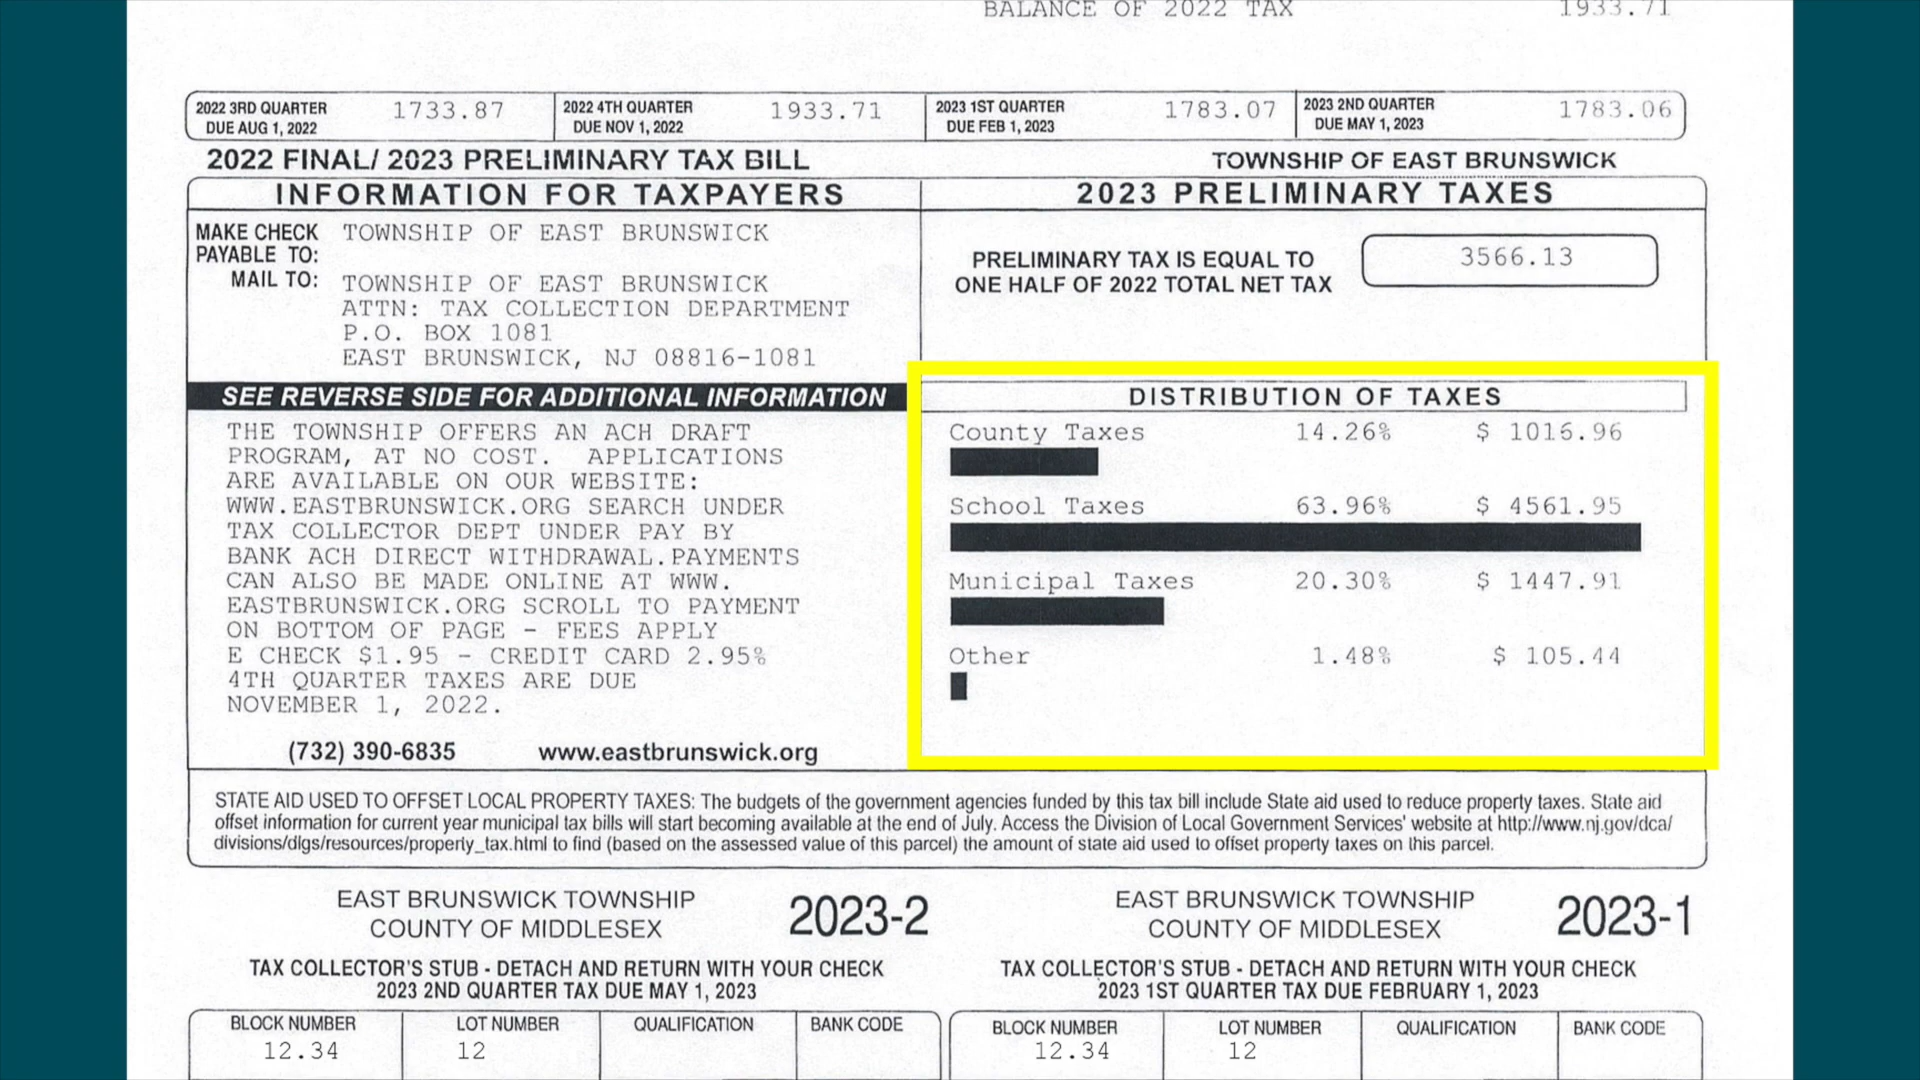 BALANCE OF 2022 TAX 1933.71
2022 3RD QUARTER
DUE AUG 1, 2022
1733.87
2022 4TH QUARTER
DUE NOV 1, 2022
1933.71
2023 1ST QUARTER
DUE FEB 1, 2023
1783.07
2023 2ND QUARTER
DUE MAY 1, 2023
1783.06
2022 FINAL/ 2023 PRELIMINARY TAX BILL
TOWNSHIP OF EAST BRUNSWICK
INFORMATION FOR TAXPAYERS
MAKE CHECK
PAYABLE TO:
TOWNSHIP OF EAST BRUNSWICK
MAIL TO:
TOWNSHIP OF EAST BRUNSWICK
ATTN: TAX COLLECTION DEPARTMENT
P.O. BOX 1081
EAST BRUNSWICK, NJ 08816-1081
SEE REVERSE SIDE FOR ADDITIONAL INFORMATION
THE TOWNSHIP OFFERS AN ACH DRAFT
PROGRAM, AT NO COST. APPLICATIONS
ARE AVAILABLE ON OUR WEBSITE:
WWW.EASTBRUNSWICK.ORG SEARCH UNDER
TAX COLLECTOR DEPT UNDER PAY BY
BANK ACH DIRECT WITHDRAWAL.PAYMENTS
CAN ALSO BE MADE ONLINE AT WWW.
EASTBRUNSWICK.ORG SCROLL TO PAYMENT
ON BOTTOM OF PAGE - FEES APPLY
E CHECK $1.95 - CREDIT CARD 2.95%
4TH QUARTER TAXES ARE DUE
NOVEMBER 1, 2022.
(732) 390-6835 www.eastbrunswick.org
2023 PRELIMINARY TAXES
PRELIMINARY TAX IS EQUAL TO
ONE HALF OF 2022 TOTAL NET TAX
3566.13
DISTRIBUTION OF TAXES
County Taxes 14.26% $ 1016.96
School Taxes 63.96% $ 4561.95
Municipal Taxes 20.30% $ 1447.91
Other 1.48% $ 105.44
STATE AID USED TO OFFSET LOCAL PROPERTY TAXES: The budgets of the government agencies funded by this tax bill include State aid used to reduce property taxes. State aid
offset information for current year municipal tax bills will start becoming available at the end of July. Access the Division of Local Government Services' website at http://www.nj.gov/dca/
divisions/dlgs/resources/property_tax.html to find (based on the assessed value of this parcel) the amount of state aid used to offset property taxes on this parcel.
EAST BRUNSWICK TOWNSHIP
COUNTY OF MIDDLESEX
2023-2
TAX COLLECTOR'S STUB - DETACH AND RETURN WITH YOUR CHECK
2023 2ND QUARTER TAX DUE MAY 1, 2023
BLOCK NUMBER LOT NUMBER QUALIFICATION BANK CODE
12.34 12
EAST BRUNSWICK TOWNSHIP
COUNTY OF MIDDLESEX
2023-1
TAX COLLECTOR'S STUB - DETACH AND RETURN WITH YOUR CHECK
2023 1ST QUARTER TAX DUE FEBRUARY 1, 2023
BLOCK NUMBER LOT NUMBER QUALIFICATION BANK CODE
12.34 12